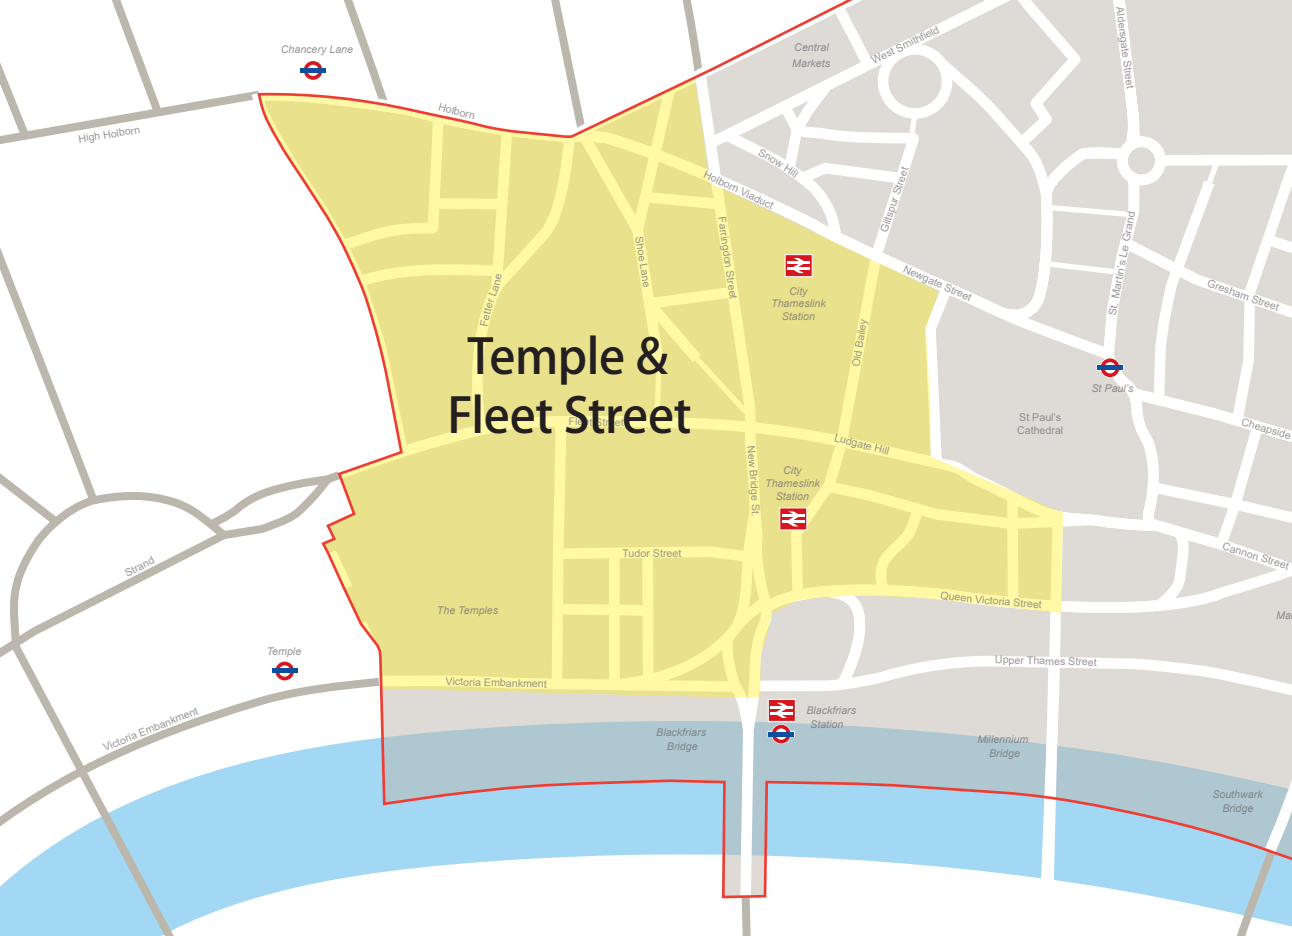 Aldersgate Street
West Smithfield
Central
Markets
Chancery Lane
Holborn
High Holborn
Snow Hill
Holborn Viaduct
Giltspur Street
St. Martin's Le Grand
Shoe Lane
Farringdon Street
City
Thameslink
Station
Newgate Street
Gresham Street
Fetter Lane
Old Bailey
Temple &
Fleet Street
Fleet Street
St Paul's
St Paul's
Cathedral
Cheapside
Ludgate Hill
New Bridge St.
City
Thameslink
Station
Tudor Street
Cannon Street
Strand
The Temples
Queen Victoria Street
Temple
Upper Thames Street
Victoria Embankment
Victoria Embankment
Blackfriars
Station
Blackfriars
Bridge
Millennium
Bridge
Southwark
Bridge